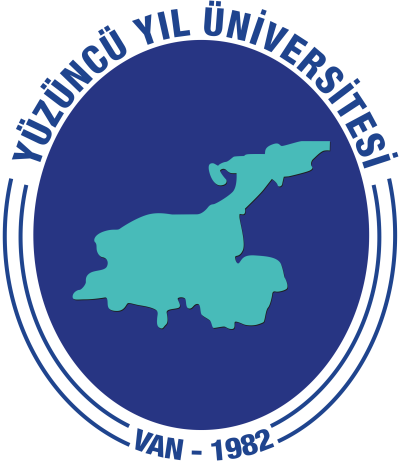 YÜZÜNCÜ YIL ÜNİVERSİTESİ
VAN - 1982